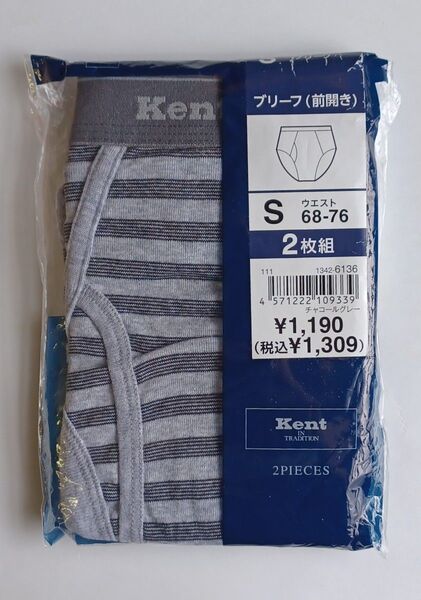 Kent
ブリーフ(前開き)
S ウエスト 68-76
2枚組
111 1342-6136
4 571222 109339
チャコールグレー
¥1,190
(税込¥1,309)
Kent
IN
TRADITION
2PIECES